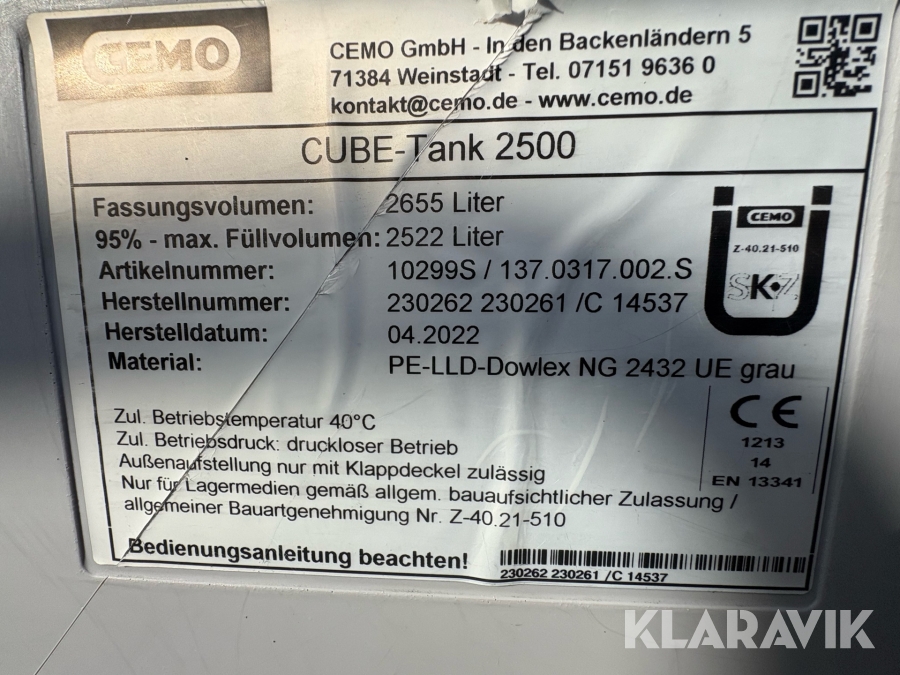 CEMO
CEMO GmbH - In den Backenländern 5
71384 Weinstadt - Tel. 07151 9636 0
kontakt@cemo.de - www.cemo.de
CUBE-Tank 2500
Fassungsvolumen: 2655 Liter
95% - max. Füllvolumen: 2522 Liter
Artikelnummer: 10299S / 137.0317.002.S
Herstellnummer: 230262 230261 /C 14537
Herstelldatum: 04.2022
Material: PE-LLD-Dowlex NG 2432 UE grau
CEMO
Z-40.21-510
SKZ
Zul. Betriebstemperatur 40°C
Zul. Betriebsdruck: druckloser Betrieb
Außenaufstellung nur mit Klappdeckel zulässig
Nur für Lagermedien gemäß allgem. bauaufsichtlicher Zulassung /
allgemeiner Bauartgenehmigung Nr. Z-40.21-510
CE
1213
14
EN 13341
Bedienungsanleitung beachten!
230262 230261 /C 14537
KLARAVIK